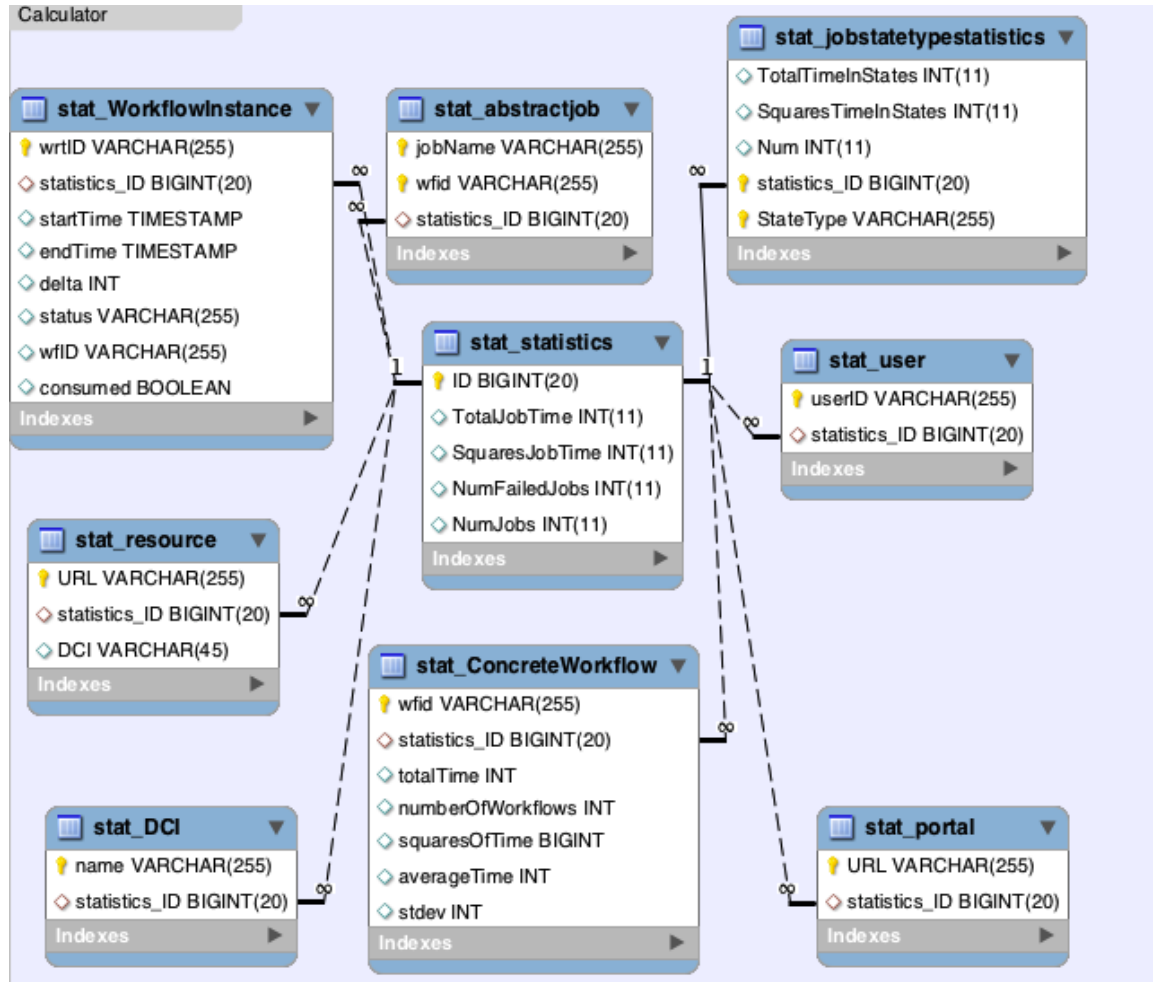 Calculator
stat_WorkflowInstance
wrtID VARCHAR(255)
statistics_ID BIGINT(20)
startTime TIMESTAMP
endTime TIMESTAMP
delta INT
status VARCHAR(255)
wfID VARCHAR(255)
consumed BOOLEAN
Indexes
stat_abstractjob
jobName VARCHAR(255)
wfid VARCHAR(255)
statistics_ID BIGINT(20)
Indexes
stat_jobstatetypestatistics
TotalTimeInStates INT(11)
SquaresTimeInStates INT(11)
Num INT(11)
statistics_ID BIGINT(20)
StateType VARCHAR(255)
Indexes
∞
∞
∞
1
1
stat_statistics
ID BIGINT(20)
TotalJobTime INT(11)
SquaresJobTime INT(11)
NumFailedJobs INT(11)
NumJobs INT(11)
Indexes
stat_user
userID VARCHAR(255)
statistics_ID BIGINT(20)
Indexes
∞
stat_resource
URL VARCHAR(255)
statistics_ID BIGINT(20)
DCI VARCHAR(45)
Indexes
∞
stat_ConcreteWorkflow
wfid VARCHAR(255)
statistics_ID BIGINT(20)
totalTime INT
numberOfWorkflows INT
squaresOfTime BIGINT
averageTime INT
stdev INT
Indexes
∞
stat_DCI
name VARCHAR(255)
statistics_ID BIGINT(20)
Indexes
∞
stat_portal
URL VARCHAR(255)
statistics_ID BIGINT(20)
Indexes
∞